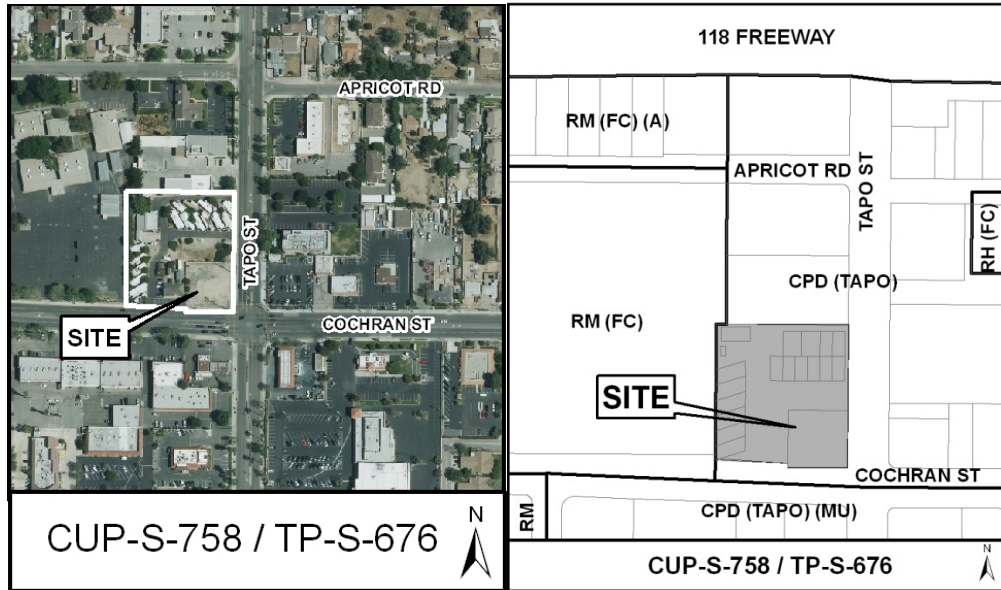 APRICOT RD
TAPO ST
COCHRAN ST
SITE
CUP-S-758 / TP-S-676
N
118 FREEWAY
RM (FC) (A)
APRICOT RD
TAPO ST
RH (FC)
CPD (TAPO)
RM (FC)
SITE
COCHRAN ST
RM
CPD (TAPO) (MU)
CUP-S-758 / TP-S-676
N